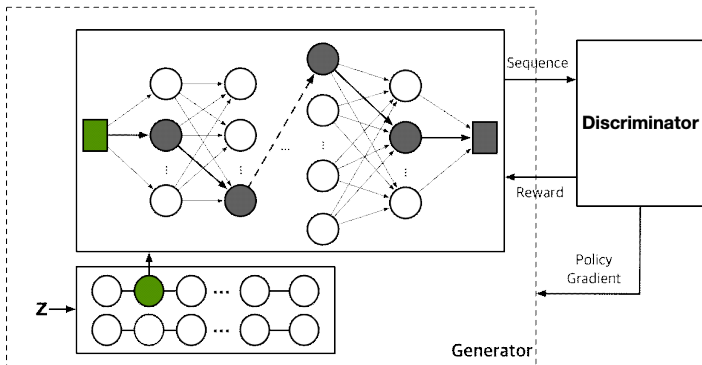 Sequence
Discriminator
Reward
Policy
Gradient
Z
Generator